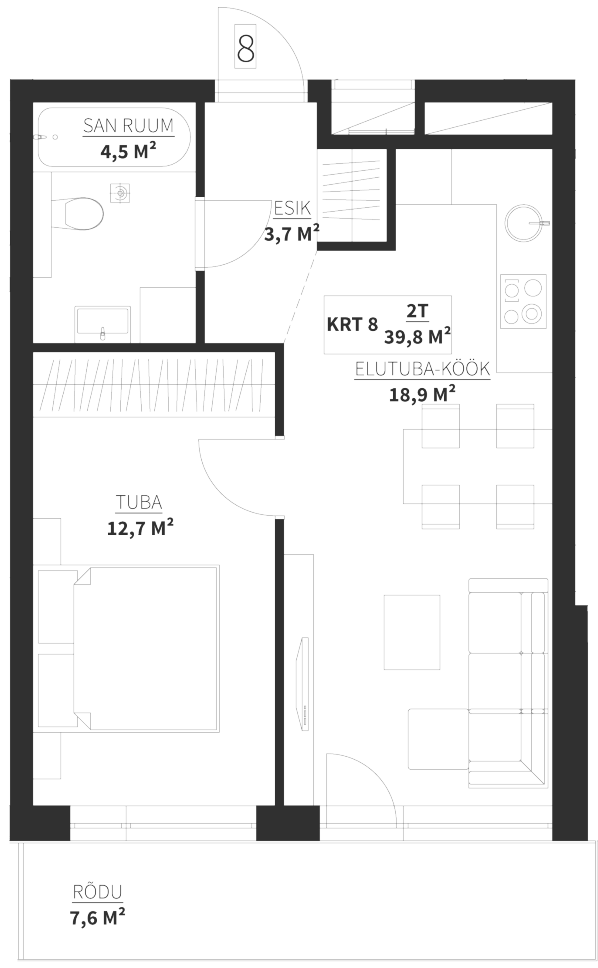 8
SAN RUUM
4,5 M²
ESIK
3,7 M²
KRT 8
2T
39,8 M²
ELUTUBA-KÖÖK
18,9 M²
TUBA
12,7 M²
RÕDU
7,6 M²